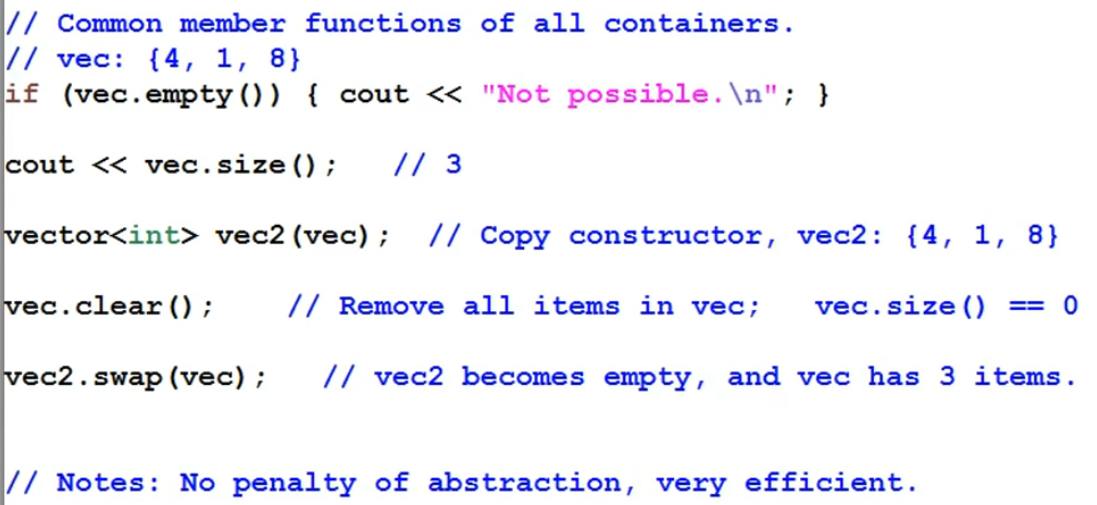 // Common member functions of all containers.
// vec: {4, 1, 8}
if (vec.empty()) { cout << "Not possible.\n"; }
cout << vec.size();   // 3
vector<int> vec2(vec);  // Copy constructor, vec2: {4, 1, 8}
vec.clear();    // Remove all items in vec;   vec.size() == 0
vec2.swap(vec);   // vec2 becomes empty, and vec has 3 items.
// Notes: No penalty of abstraction, very efficient.